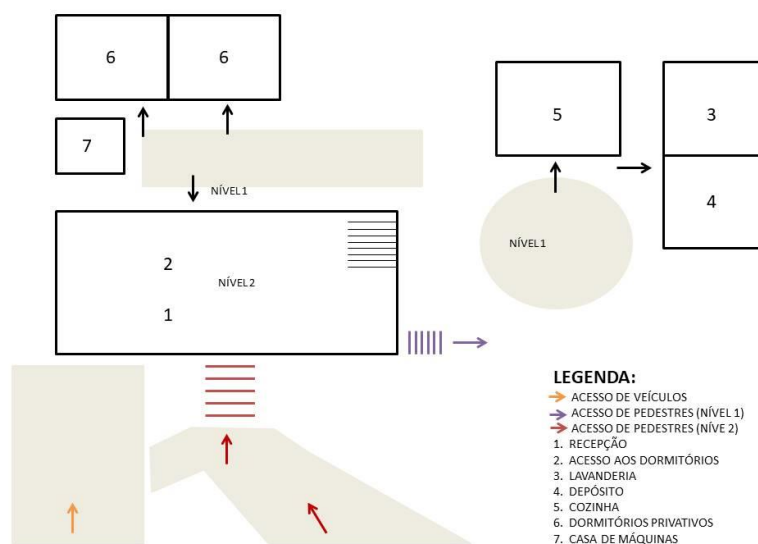 6
6
7
5
3
4
NÍVEL1
NÍVEL1
2
NÍVEL2
1
LEGENDA:
ACESSO DE VEÍCULOS
ACESSO DE PEDESTRES (NÍVEL 1)
ACESSO DE PEDESTRES (NÍVE 2)
1. RECEPÇÃO
2. ACESSO AOS DORMITÓRIOS
3. LAVANDERIA
4. DEPÓSITO
5. COZINHA
6. DORMITÓRIOS PRIVATIVOS
7. CASA DE MÁQUINAS